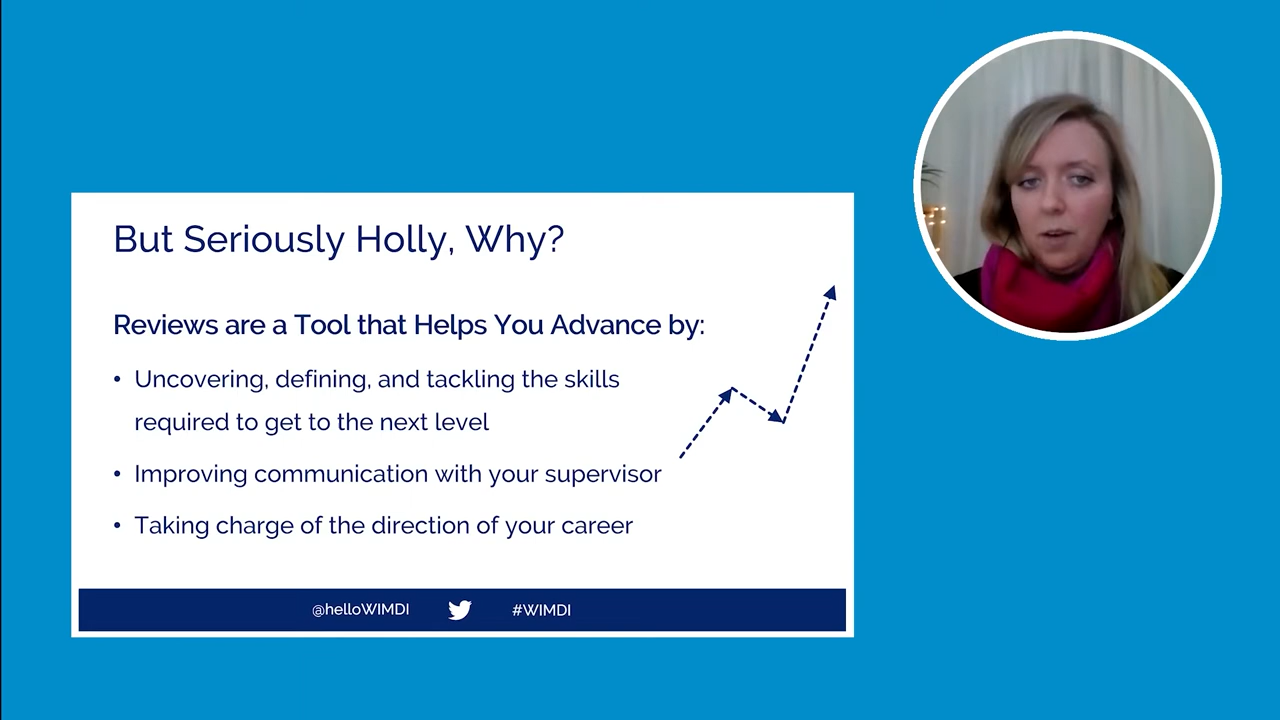 But Seriously Holly, Why?
Reviews are a Tool that Helps You Advance by:
• Uncovering, defining, and tackling the skills
required to get to the next level
• Improving communication with your supervisor
• Taking charge of the direction of your career
@helloWIMDI #WIMDI